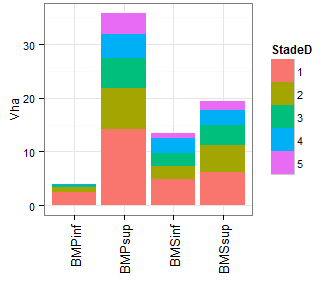 Vha
30
20
10
0
BMPinf
BMPsup
BMSinf
BMSsup
StadeD
1
2
3
4
5